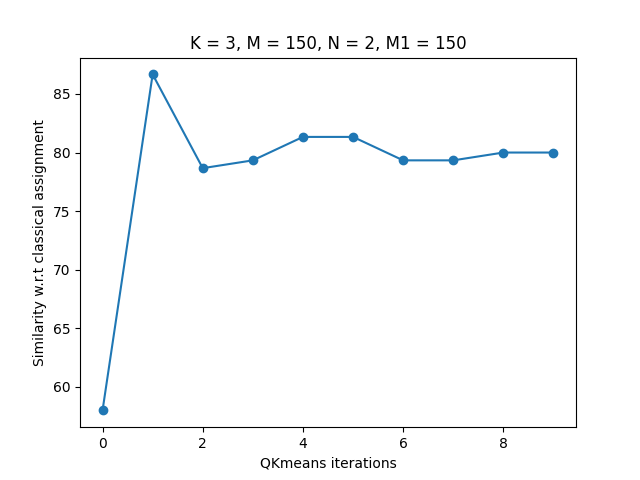 K = 3, M = 150, N = 2, M1 = 150
Similarity w.r.t classical assignment
85
80
75
70
65
60
0 2 4 6 8
QKmeans iterations